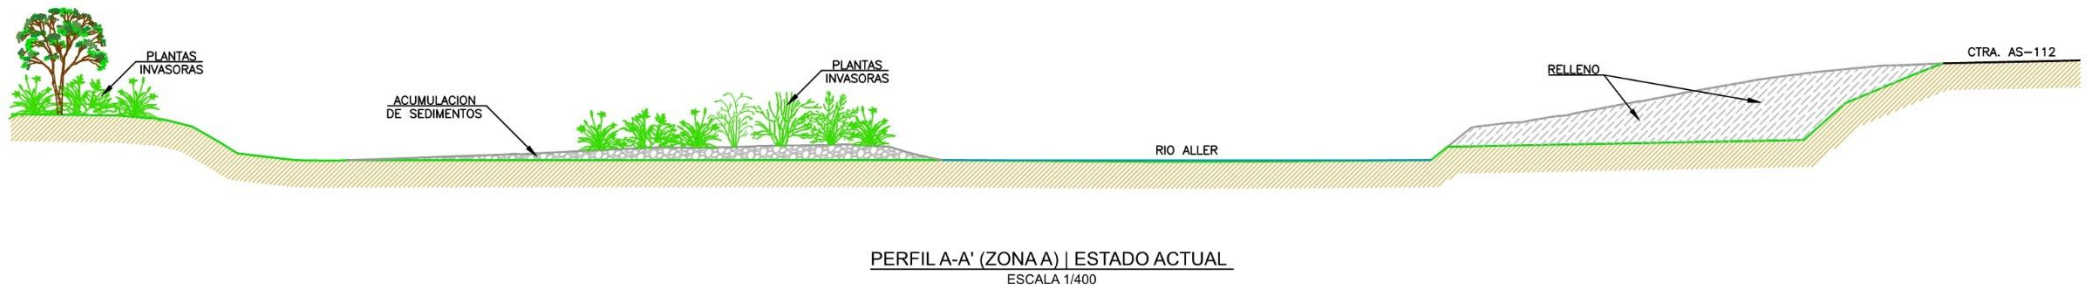 PLANTAS
INVASORAS
ACUMULACION
DE SEDIMENTOS
PLANTAS
INVASORAS
RIO ALLER
RELLENO
CTRA. AS-112
PERFIL A-A' (ZONA A) | ESTADO ACTUAL
ESCALA 1/400